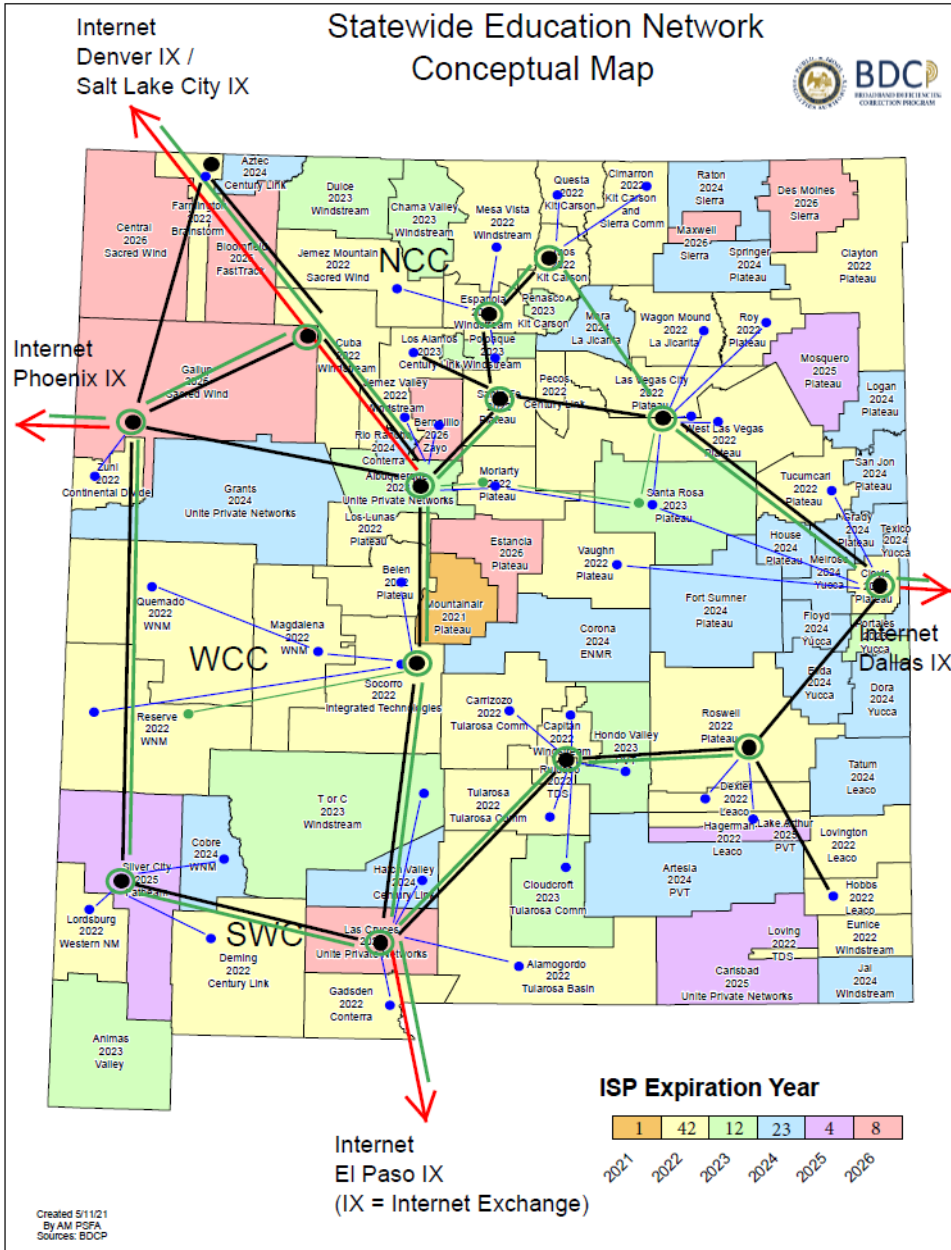 Statewide Education Network
Conceptual Map
BDCP
BROADBAND DEFICIENCIES
CORRECTION PROGRAM
Internet
Denver IX /
Salt Lake City IX
Aztec
2024
Century Link
Farmington
2022
Brainstorm
Central
2026
Sacred Wind
Bloomfield
2026
FastTrack
Dulce
2023
Windstream
Chama Valley
2023
Windstream
Mesa Vista
2022
Windstream
Questa
2022
Kit Carson
Cimarron
2022
Kit Carson
and
Sierra Comm
Raton
2024
Sierra
Des Moines
2026
Sierra
Maxwell
2026
Sierra
Springer
2024
Plateau
Clayton
2022
Plateau
Jemez Mountain
2022
Sacred Wind
NCC
2022
Kit Carson
Espanola
Windstream
Penasco
2023
Kit Carson
Mora
2024
La Jicarita
Wagon Mound
2022
La Jicarita
Roy
2022
Plateau
Mosquero
2025
Plateau
Internet
Phoenix IX
Gallup
2026
Sacred Wind
Cuba
2022
Windstream
Los Alamos
2023
Century Link
Pojoaque
2023
Windstream
Jemez Valley
2022
Windstream
Bernalillo
2026
Zayo
Pecos
2022
Century Link
Las Vegas City
2022
Plateau
West Las Vegas
2022
Plateau
Logan
2024
Plateau
Rio Rancho
2024
Conterra
Zuni
2022
Continental Divide
Grants
2024
Unite Private Networks
Albuquerque
Unite Private Networks
Moriarty
2022
Plateau
Santa Rosa
2023
Plateau
Tucumcari
2022
Plateau
San Jon
2024
Plateau
Grady
2024
Plateau
House
2024
Plateau
Texico
2024
Yucca
Melrose
2024
Yucca
Plateau
Los Lunas
2022
Plateau
Estancia
2026
Plateau
Vaughn
2022
Plateau
Belen
2022
Plateau
Mountainair
2021
Plateau
Fort Sumner
2024
Plateau
Floyd
2024
Yucca
Portales
Yucca
Quemado
2022
WNM
Magdalena
2022
WNM
Corona
2024
ENMR
Internet
Dallas IX
2024
Yucca
Dora
2024
Yucca
WCC
Socorro
2022
Integrated Technologies
Reserve
2022
WNM
Carrizozo
2022
Tularosa Comm
Capitan
2022
Windstream
Hondo Valley
2023
2022
TDS
Roswell
2022
Plateau
Tatum
2024
Leaco
T or C
2023
Windstream
Tularosa
2022
Tularosa Comm
Dexter
2022
Leaco
Hagerman
2022
Leaco
Lake Arthur
2025
PVT
Lovington
2022
Leaco
Cobre
2024
WNM
Silver City
2025
Hatch Valley
2024
Century Link
Cloudcroft
2023
Tularosa Comm
Artesia
2024
PVT
Hobbs
2022
Leaco
Lordsburg
2022
Western NM
SWC
Deming
2022
Century Link
Las Cruces
Unite Private Networks
Alamogordo
2022
Tularosa Basin
Loving
2022
TDS
Eunice
2022
Windstream
Carlsbad
2025
Unite Private Networks
Jal
2024
Windstream
Gadsden
2022
Conterra
Animas
2023
Valley
ISP Expiration Year
1 42 12 23 4 8
2021 2022 2023 2024 2025 2026
Internet
El Paso IX
(IX = Internet Exchange)
Created 5/11/21
By AM PSFA
Sources: BDCP